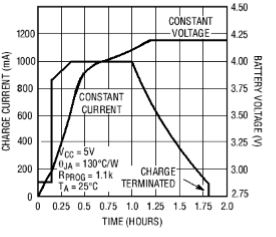 CONSTANT
VOLTAGE
CONSTANT
CURRENT
VCC = 5V
θJA = 130°C/W
RPROG = 1.1k
TA = 25°C
CHARGE
TERMINATED
CHARGE CURRENT (mA)
1200
1000
800
600
400
200
0
BATTERY VOLTAGE (V)
4.50
4.25
4.00
3.75
3.50
3.25
3.00
2.75
0 0.25 0.5 0.75 1.0 1.25 1.5 1.75 2.0
TIME (HOURS)